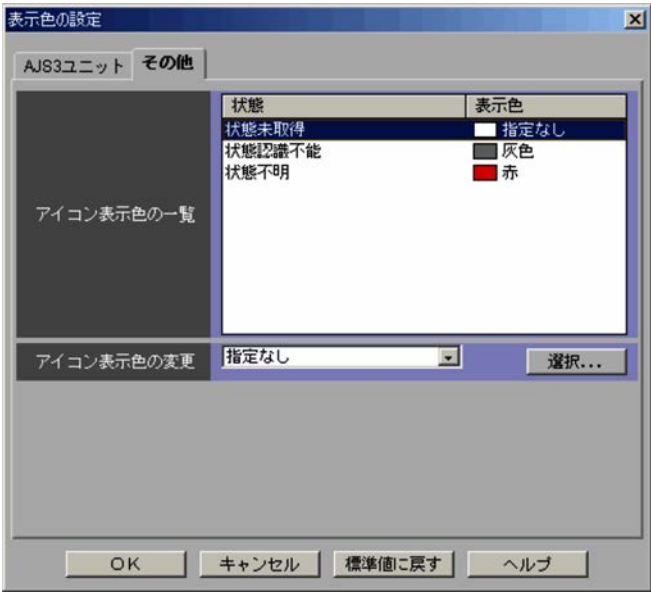 表示色の設定
AJS3ユニット その他
状態 表示色
状態未取得 指定なし
状態認識不能 灰色
状態不明 赤
アイコン表示色の一覧
アイコン表示色の変更 指定なし 選択...
OK キャンセル 標準値に戻す ヘルプ